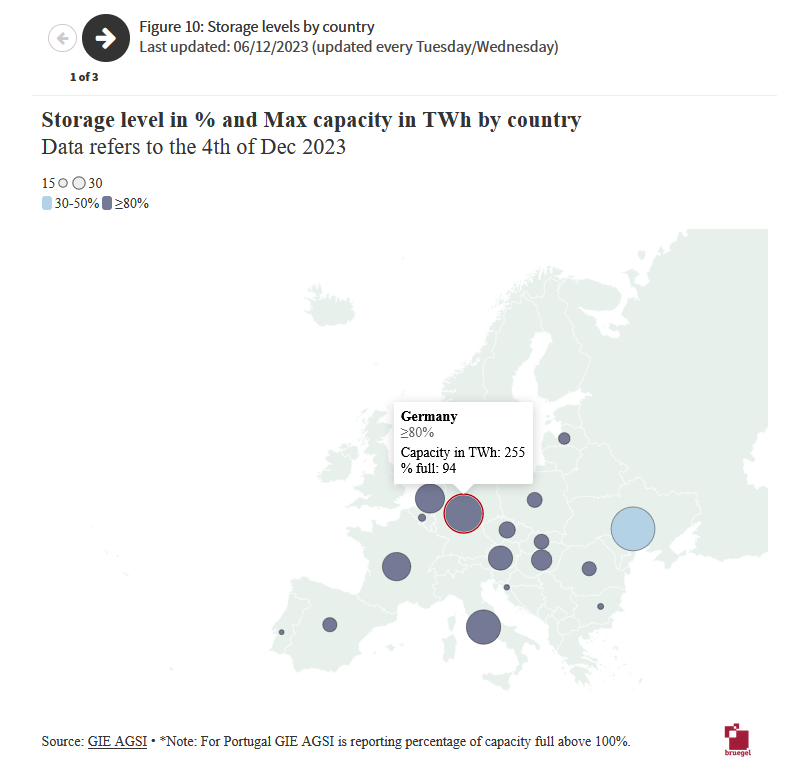 Figure 10: Storage levels by country
Last updated: 06/12/2023 (updated every Tuesday/Wednesday)
1 of 3
Storage level in % and Max capacity in TWh by country
Data refers to the 4th of Dec 2023
15 30
30-50% ≥80%
Germany
≥80%
Capacity in TWh: 255
% full: 94
Source: GIE AGSI • *Note: For Portugal GIE AGSI is reporting percentage of capacity full above 100%.
bruegel